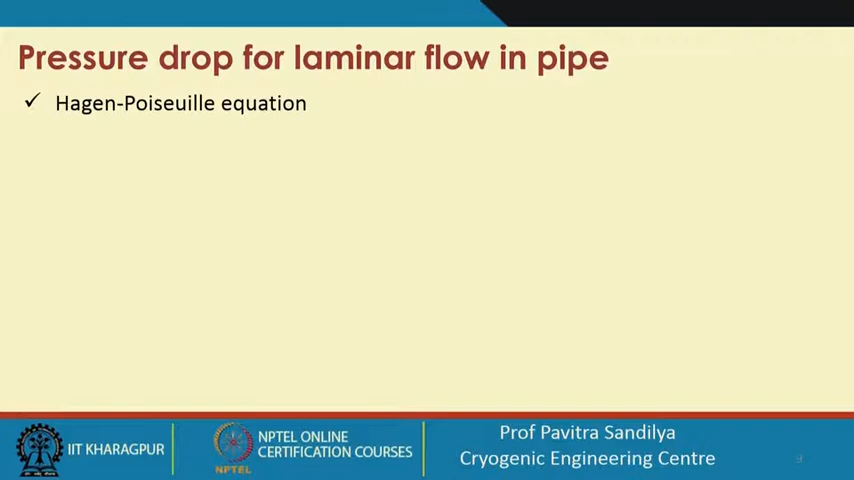 Pressure drop for laminar flow in pipe
✓ Hagen-Poiseuille equation
IIT KHARAGPUR
NPTEL
NPTEL ONLINE
CERTIFICATION COURSES
Prof Pavitra Sandilya
Cryogenic Engineering Centre
9